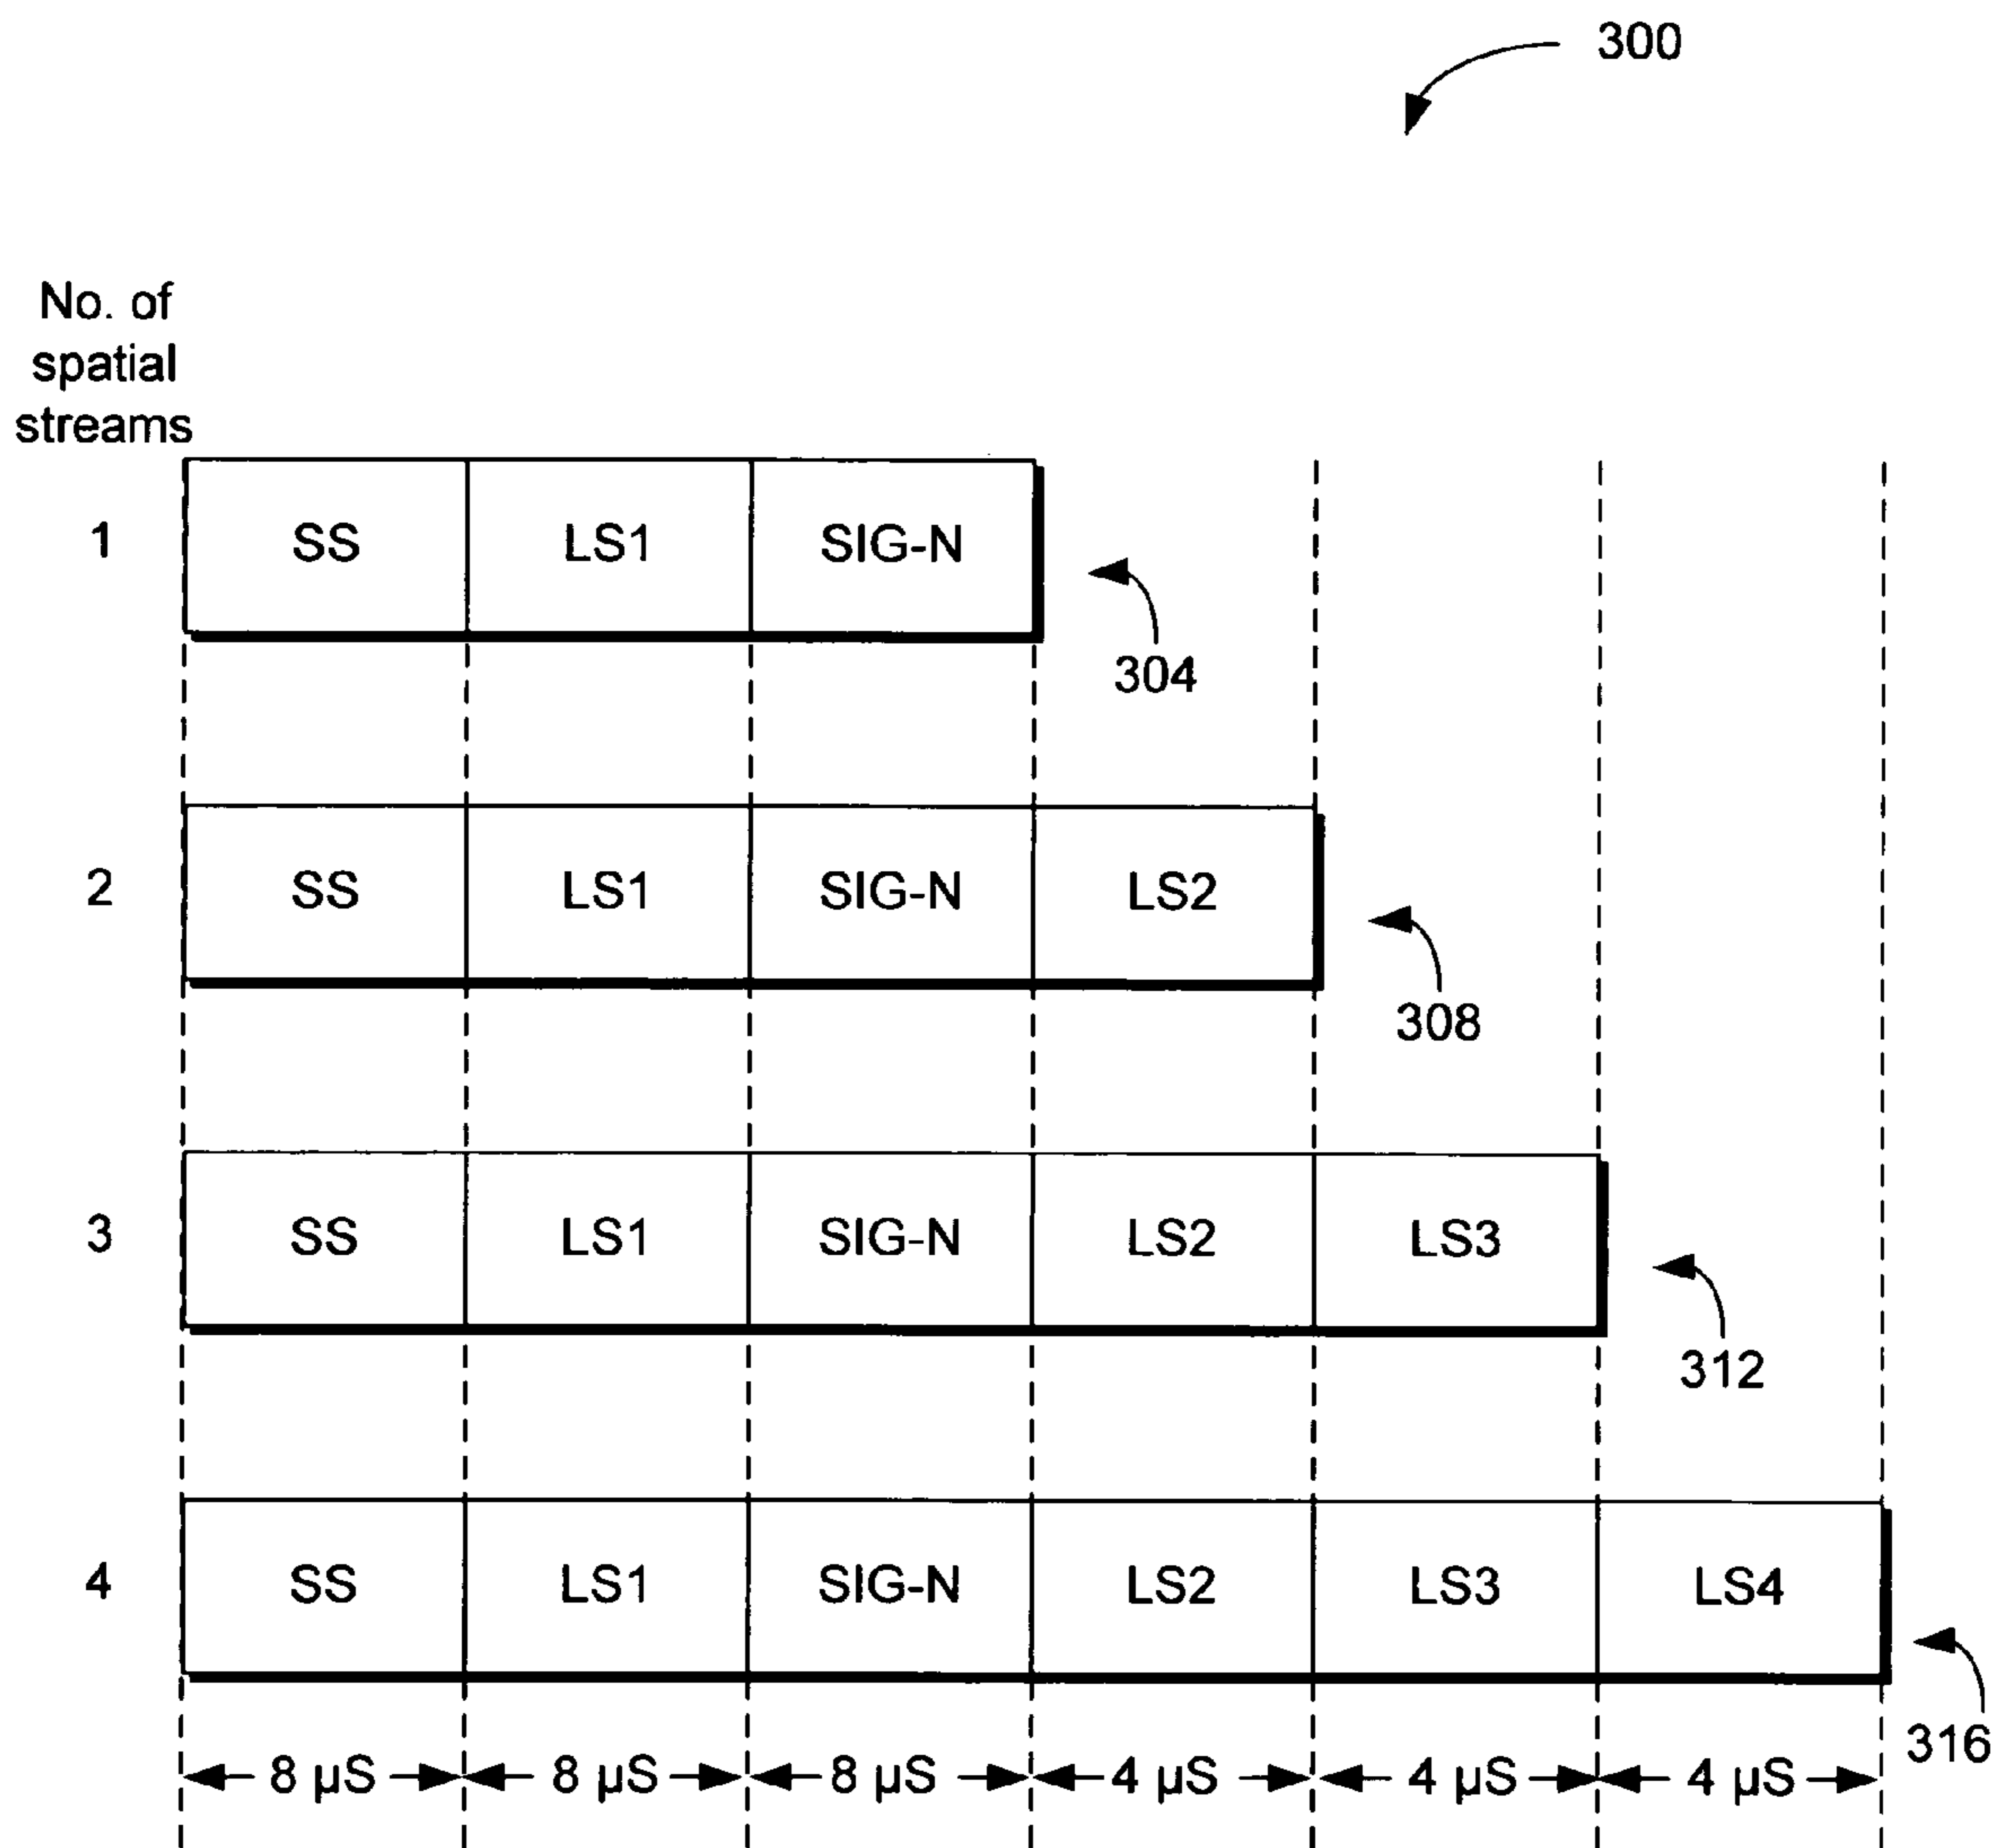 300
No. of
spatial
streams
1 SS LS1 SIG-N
304
2 SS LS1 SIG-N LS2
308
3 SS LS1 SIG-N LS2 LS3
312
4 SS LS1 SIG-N LS2 LS3 LS4
316
8 µS 8 µS 8 µS 4 µS 4 µS 4 µS